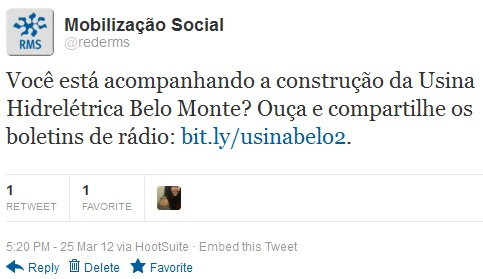 RMS
Mobilização Social
@rederms
Você está acompanhando a construção da Usina
Hidrelétrica Belo Monte? Ouça e compartilhe os
boletins de rádio: bit.ly/usinabelo2.
1 1
RETWEET FAVORITE
5:20 PM - 25 Mar 12 via HootSuite · Embed this Tweet
Reply Delete Favorite